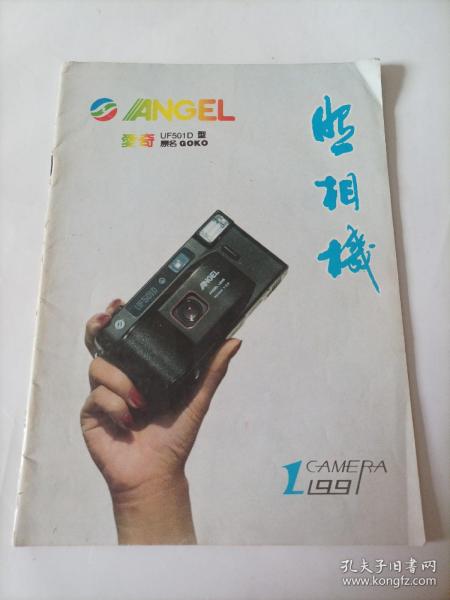 ANGEL
爱奇 UF501D 型
原名 GOKO
照相機
ANGEL
UF501D
1 CAMERA
1991
孔夫子旧书网
www.kongfz.com